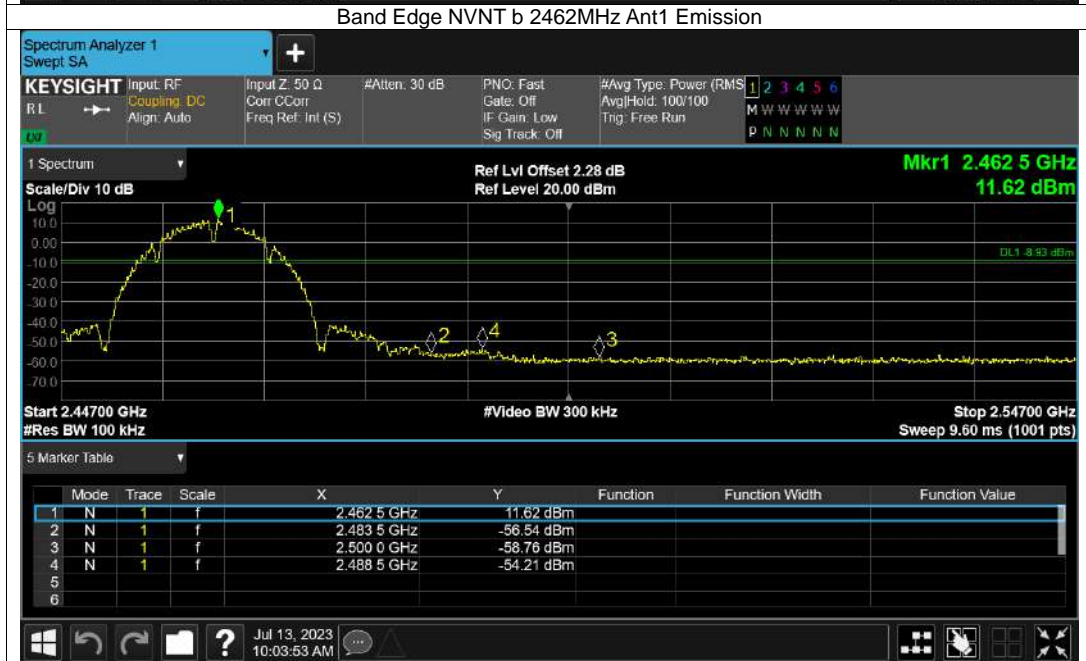 Band Edge NVNT b 2462MHz Ant1 Emission
Spectrum Analyzer 1
Swept SA
+
KEYSIGHT Input: RF Input Z: 50 Ω #Atten: 30 dB PNO: Fast #Avg Type: Power (RMS 1 2 3 4 5 6
RL Coupling: DC Corr CCorr Gate: Off Avg|Hold: 100/100 M W W W W W
Align: Auto Freq Ref: Int (S) IF Gain: Low Trig: Free Run
Sig Track: Off P N N N N N
LXI
1 Spectrum Ref Lvl Offset 2.28 dB Mkr1 2.462 5 GHz
Scale/Div 10 dB Ref Level 20.00 dBm 11.62 dBm
Log
10.0
0.00
-10.0
-20.0
-30.0
-40.0
-50.0
-60.0
-70.0
1
DL1 -8.93 dBm
2
4
3
Start 2.44700 GHz #Video BW 300 kHz Stop 2.54700 GHz
#Res BW 100 kHz Sweep 9.60 ms (1001 pts)
5 Marker Table
Mode Trace Scale X Y Function Function Width Function Value
1 N 1 f 2.462 5 GHz 11.62 dBm
2 N 1 f 2.483 5 GHz -56.54 dBm
3 N 1 f 2.500 0 GHz -58.76 dBm
4 N 1 f 2.488 5 GHz -54.21 dBm
5
6
? Jul 13, 2023
10:03:53 AM